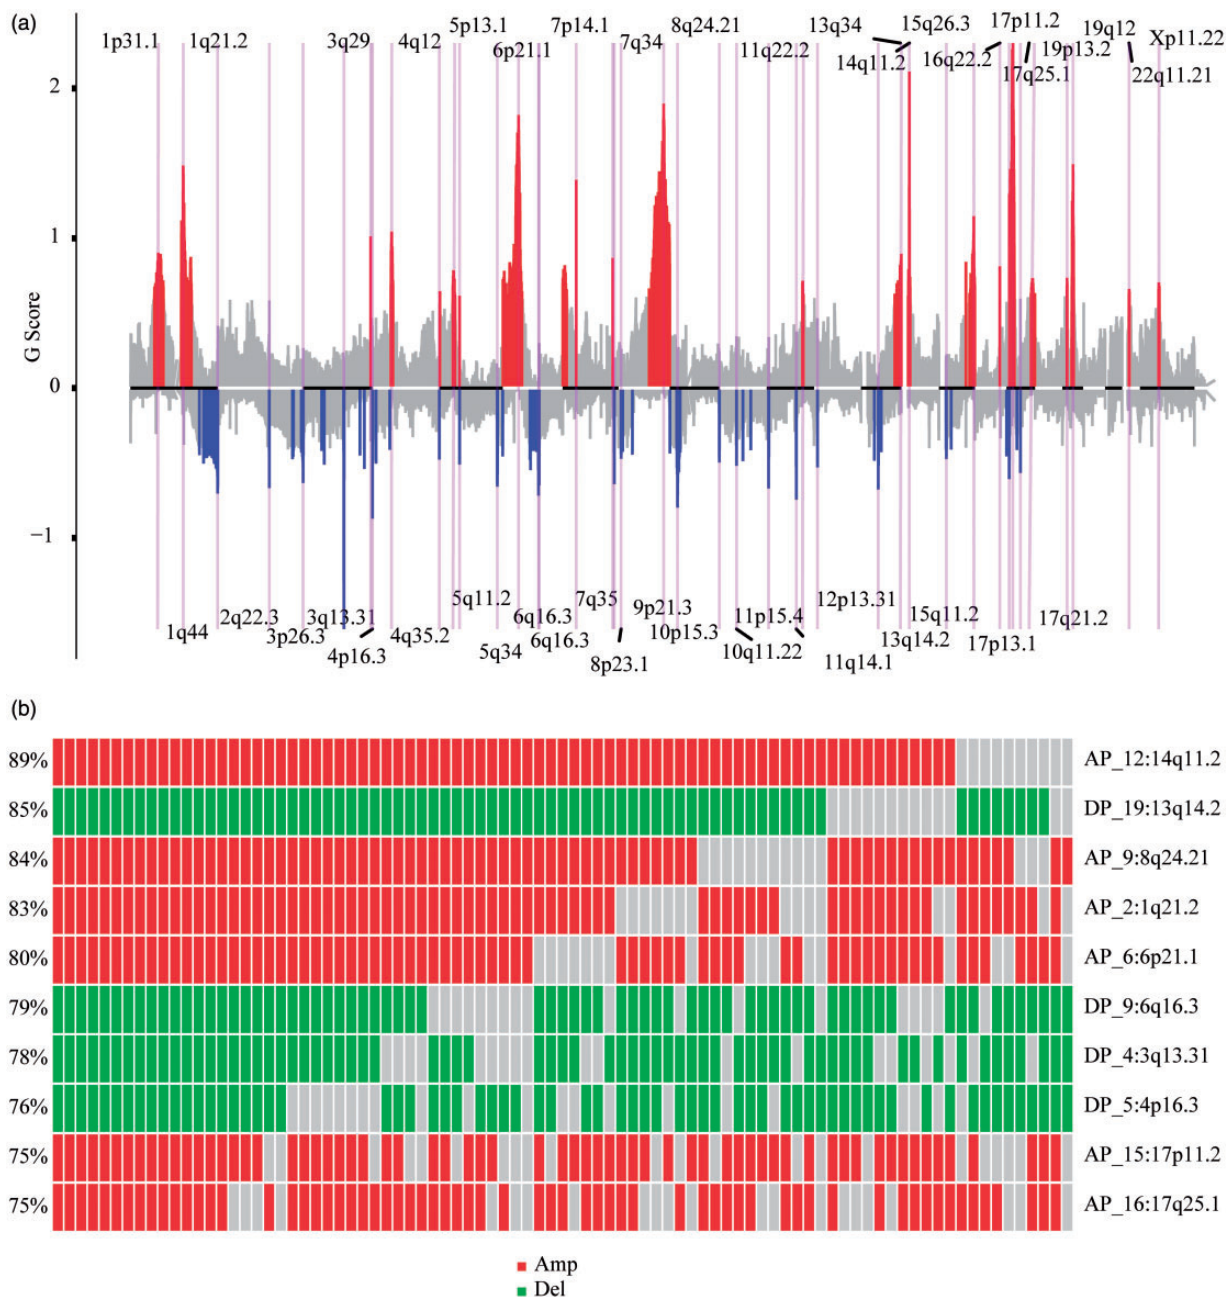 (a)
1p31.1
1q21.2
3q29
4q12
5p13.1
6p21.1
7p14.1
7q34
8q24.21
11q22.2
13q34
14q11.2
15q26.3
16q22.2
17p11.2
17q25.1
19p13.2
19q12
22q11.21
Xp11.22
2
1
0
−1
G Score
1q44
2q22.3
3p26.3
3q13.31
4p16.3
4q35.2
5q11.2
5q34
6q16.3
6q16.3
7q35
8p23.1
9p21.3
10p15.3
10q11.22
11p15.4
11q14.1
12p13.31
13q14.2
15q11.2
17p13.1
17q21.2
(b)
89% AP_12:14q11.2
85% DP_19:13q14.2
84% AP_9:8q24.21
83% AP_2:1q21.2
80% AP_6:6p21.1
79% DP_9:6q16.3
78% DP_4:3q13.31
76% DP_5:4p16.3
75% AP_15:17p11.2
75% AP_16:17q25.1
Amp
Del